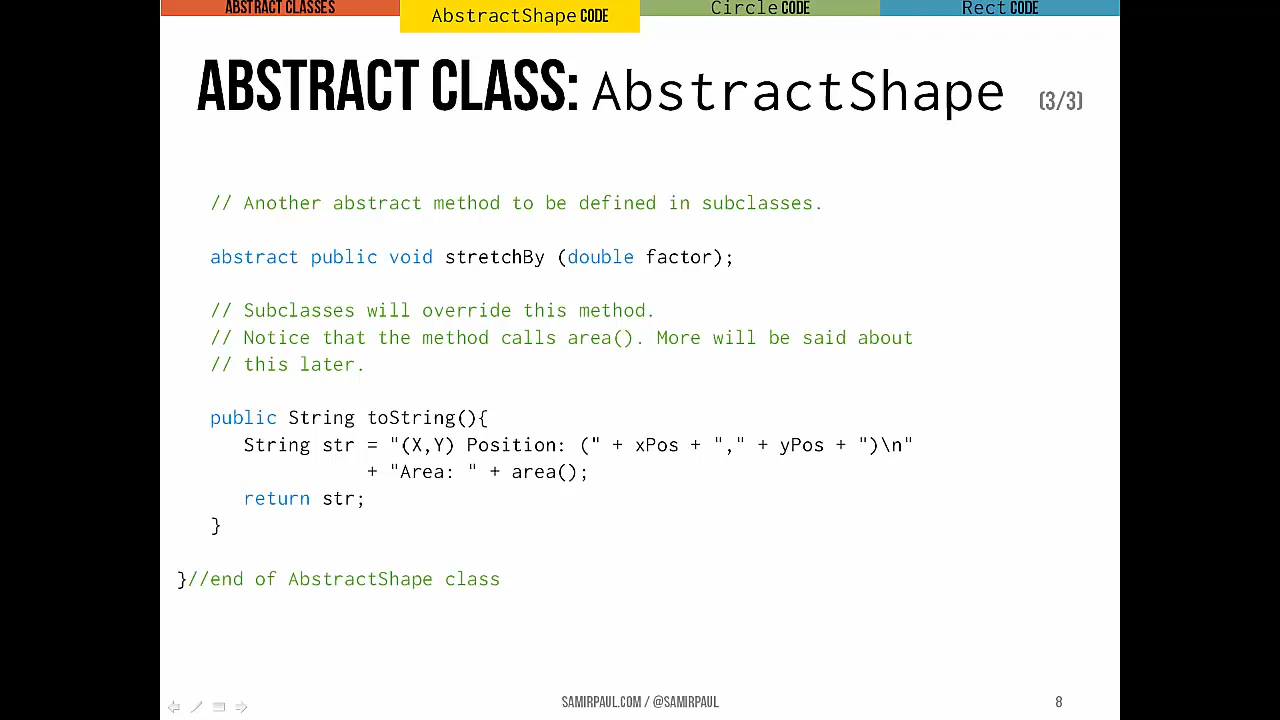 ABSTRACT CLASSES
AbstractShape CODE
Circle CODE
Rect CODE
ABSTRACT CLASS: AbstractShape (3/3)
// Another abstract method to be defined in subclasses.
abstract public void stretchBy (double factor);
// Subclasses will override this method.
// Notice that the method calls area(). More will be said about
// this later.
public String toString(){
String str = "(X,Y) Position: (" + xPos + "," + yPos + ")\n"
+ "Area: " + area();
return str;
}
}//end of AbstractShape class
SAMIRPAUL.COM / @SAMIRPAUL
8